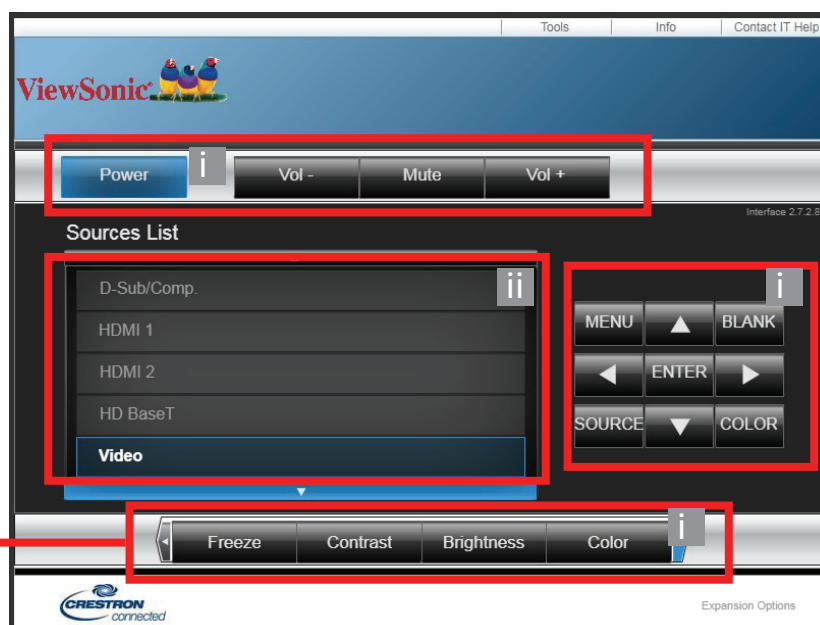 Tools Info Contact IT Help
ViewSonic
Power i Vol - Mute Vol +
Interface 2.7.2.8
Sources List
ii
i
D-Sub/Comp.
HDMI 1
HDMI 2
HD BaseT
Video
MENU BLANK
ENTER
SOURCE COLOR
Freeze Contrast Brightness Color i
CRESTRON
connected
Expansion Options